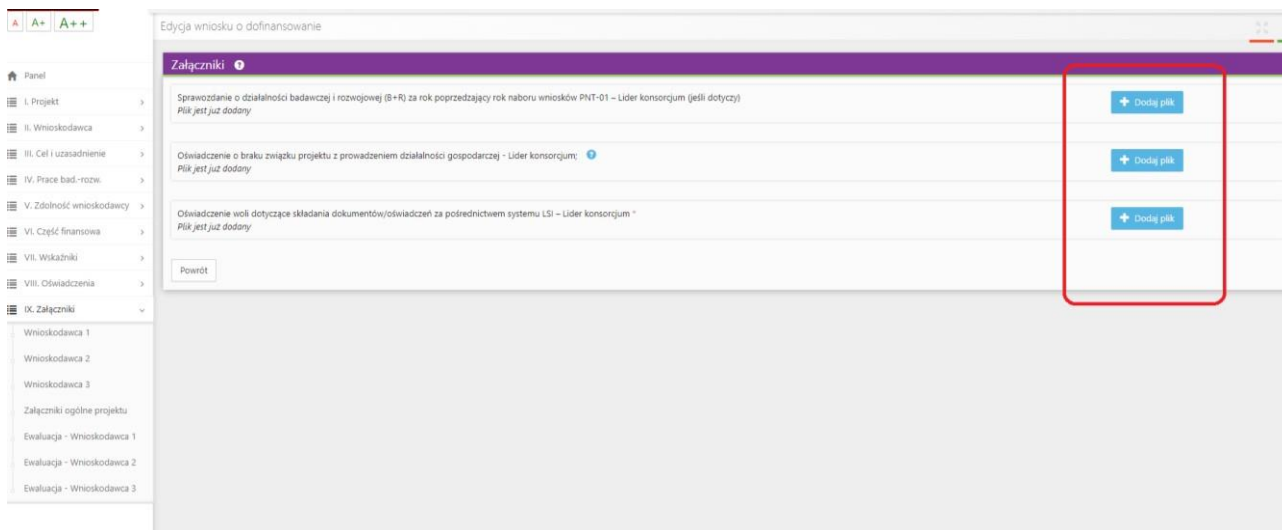 A A+ A++
Edycja wniosku o dofinansowanie
Panel
I. Projekt
II. Wnioskodawca
III. Cel i uzasadnienie
IV. Prace bad.-rozw.
V. Zdolność wnioskodawcy
VI. Część finansowa
VII. Wskaźniki
VIII. Oświadczenia
IX. Załączniki
Wnioskodawca 1
Wnioskodawca 2
Wnioskodawca 3
Załączniki ogólne projektu
Ewaluacja - Wnioskodawca 1
Ewaluacja - Wnioskodawca 2
Ewaluacja - Wnioskodawca 3
Załączniki ?
Sprawozdanie o działalności badawczej i rozwojowej (B+R) za rok poprzedzający rok naboru wniosków PNT-01 – Lider konsorcjum (jeśli dotyczy)
Plik jest już dodany
+ Dodaj plik
Oświadczenie o braku związku projektu z prowadzeniem działalności gospodarczej - Lider konsorcjum; ?
Plik jest już dodany
+ Dodaj plik
Oświadczenie woli dotyczące składania dokumentów/oświadczeń za pośrednictwem systemu LSI – Lider konsorcjum *
Plik jest już dodany
+ Dodaj plik
Powrót